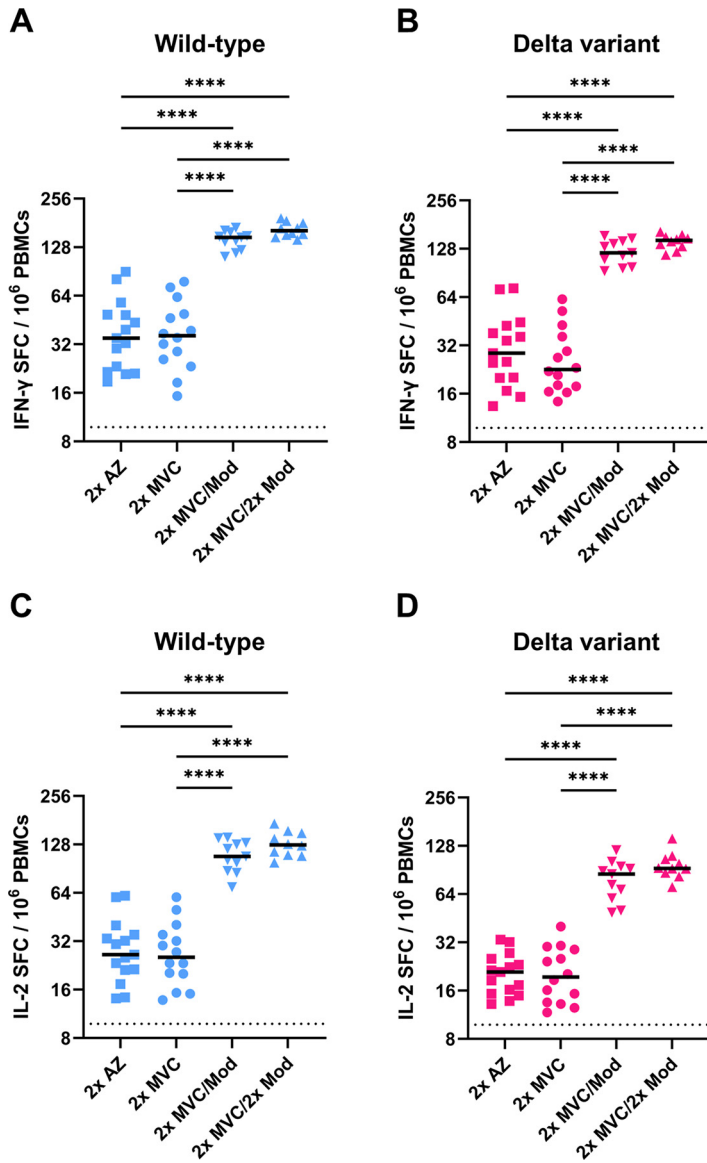 A
Wild-type
****
****
****
****
IFN-γ SFC / 10⁶ PBMCs
256
128
64
32
16
8
2x AZ
2x MVC
2x MVC/Mod
2x MVC/2x Mod
B
Delta variant
****
****
****
****
IFN-γ SFC / 10⁶ PBMCs
256
128
64
32
16
8
2x AZ
2x MVC
2x MVC/Mod
2x MVC/2x Mod
C
Wild-type
****
****
****
****
IL-2 SFC / 10⁶ PBMCs
256
128
64
32
16
8
2x AZ
2x MVC
2x MVC/Mod
2x MVC/2x Mod
D
Delta variant
****
****
****
****
IL-2 SFC / 10⁶ PBMCs
256
128
64
32
16
8
2x AZ
2x MVC
2x MVC/Mod
2x MVC/2x Mod